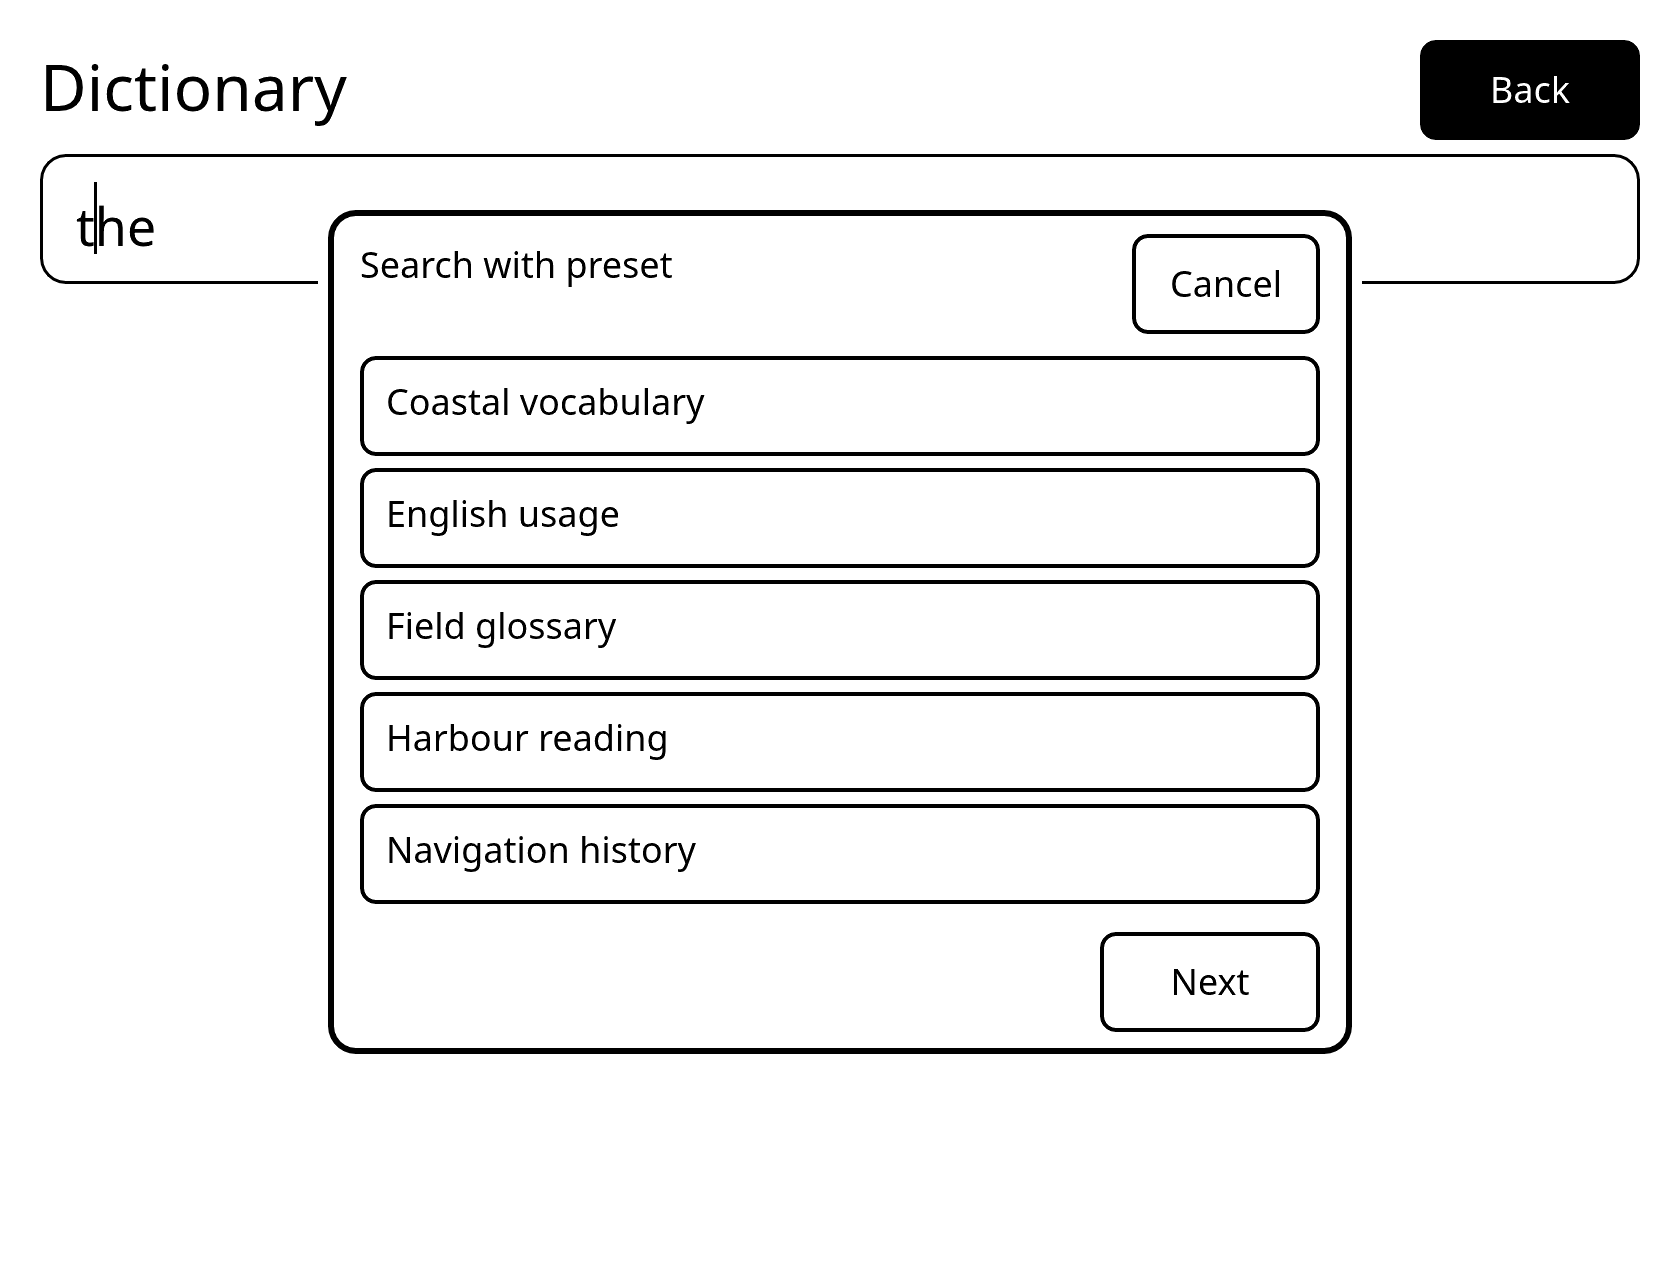 Dictionary
Back
the
Search with preset
Cancel
Coastal vocabulary
English usage
Field glossary
Harbour reading
Navigation history
Next